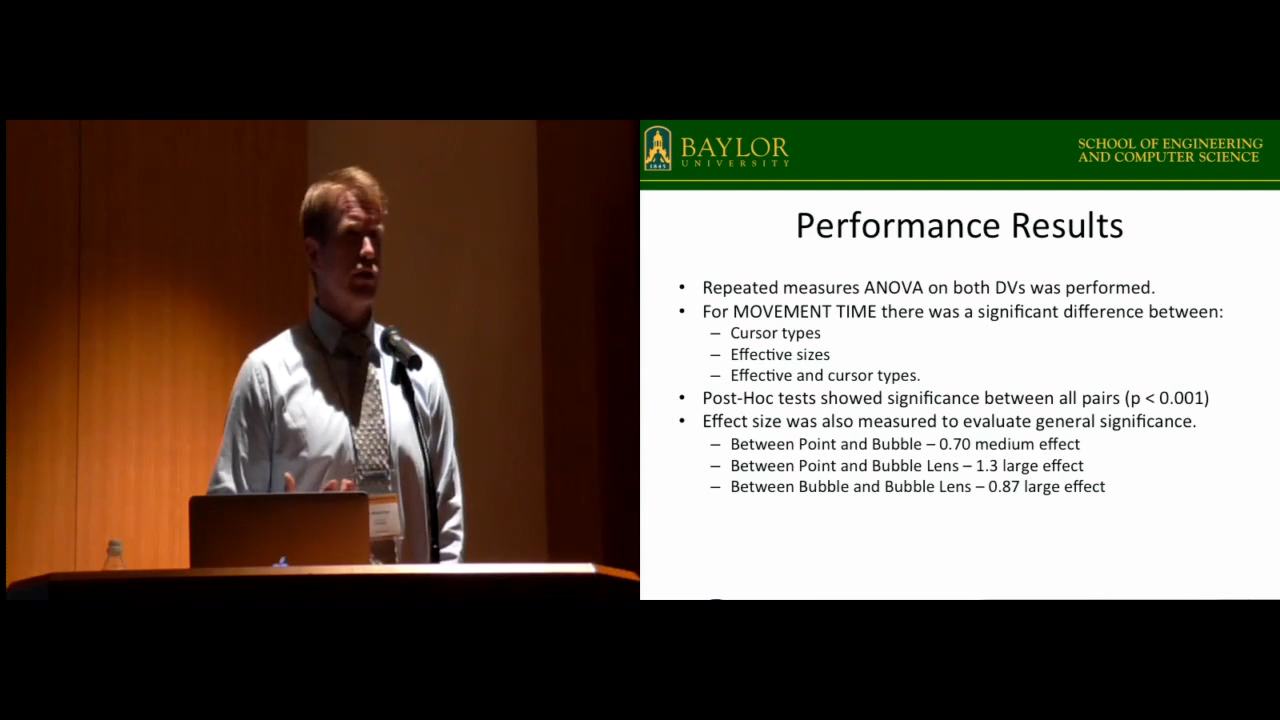 BAYLOR
UNIVERSITY
SCHOOL OF ENGINEERING
AND COMPUTER SCIENCE
Performance Results
• Repeated measures ANOVA on both DVs was performed.
• For MOVEMENT TIME there was a significant difference between:
– Cursor types
– Effective sizes
– Effective and cursor types.
• Post-Hoc tests showed significance between all pairs (p < 0.001)
• Effect size was also measured to evaluate general significance.
– Between Point and Bubble – 0.70 medium effect
– Between Point and Bubble Lens – 1.3 large effect
– Between Bubble and Bubble Lens – 0.87 large effect